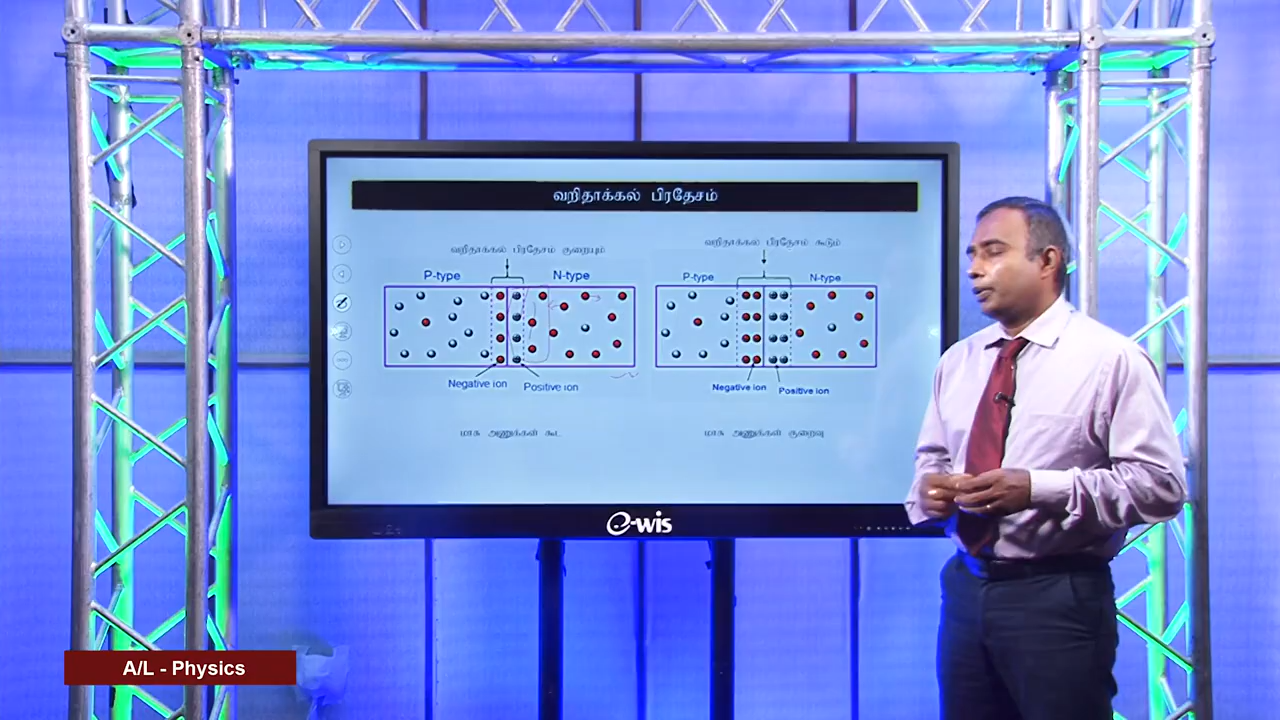 வறிதாக்கல் பிரதேசம்
வறிதாக்கல் பிரதேசம் குறையும்
P-type
N-type
Negative ion
Positive ion
மாசு அணுக்கள் கூட
வறிதாக்கல் பிரதேசம் கூடும்
P-type
N-type
Negative ion
Positive ion
மாசு அணுக்கள் குறைவு
e-wis
A/L - Physics